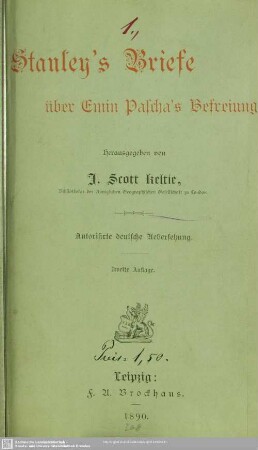 1.,
Stanley's Briefe
über Emin Pascha's Befreiung
Herausgegeben von
J. Scott Keltie,
Bibliothekar der Königlichen Geographischen Gesellschaft zu London.
Autorisirte deutsche Uebersetzung.
Zweite Auflage.
Preis = 1,50.
Leipzig:
F. A. Brockhaus.
1890.